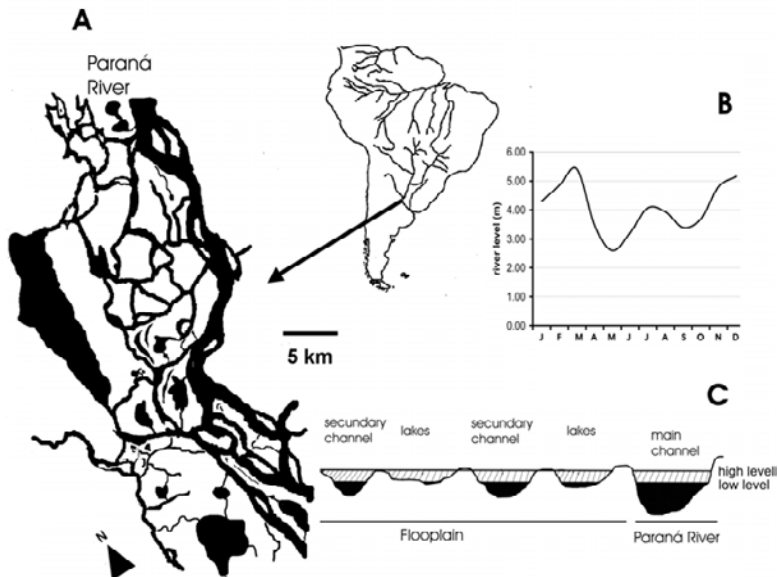 A
Paraná
River
B
6.00
5.00
4.00
3.00
2.00
1.00
0.00
river level (m)
J F M A M J J A S O N D
5 km
N
C
secundary
channel
lakes
secundary
channel
lakes
main
channel
high levell
low level
Flooplain
Paraná River